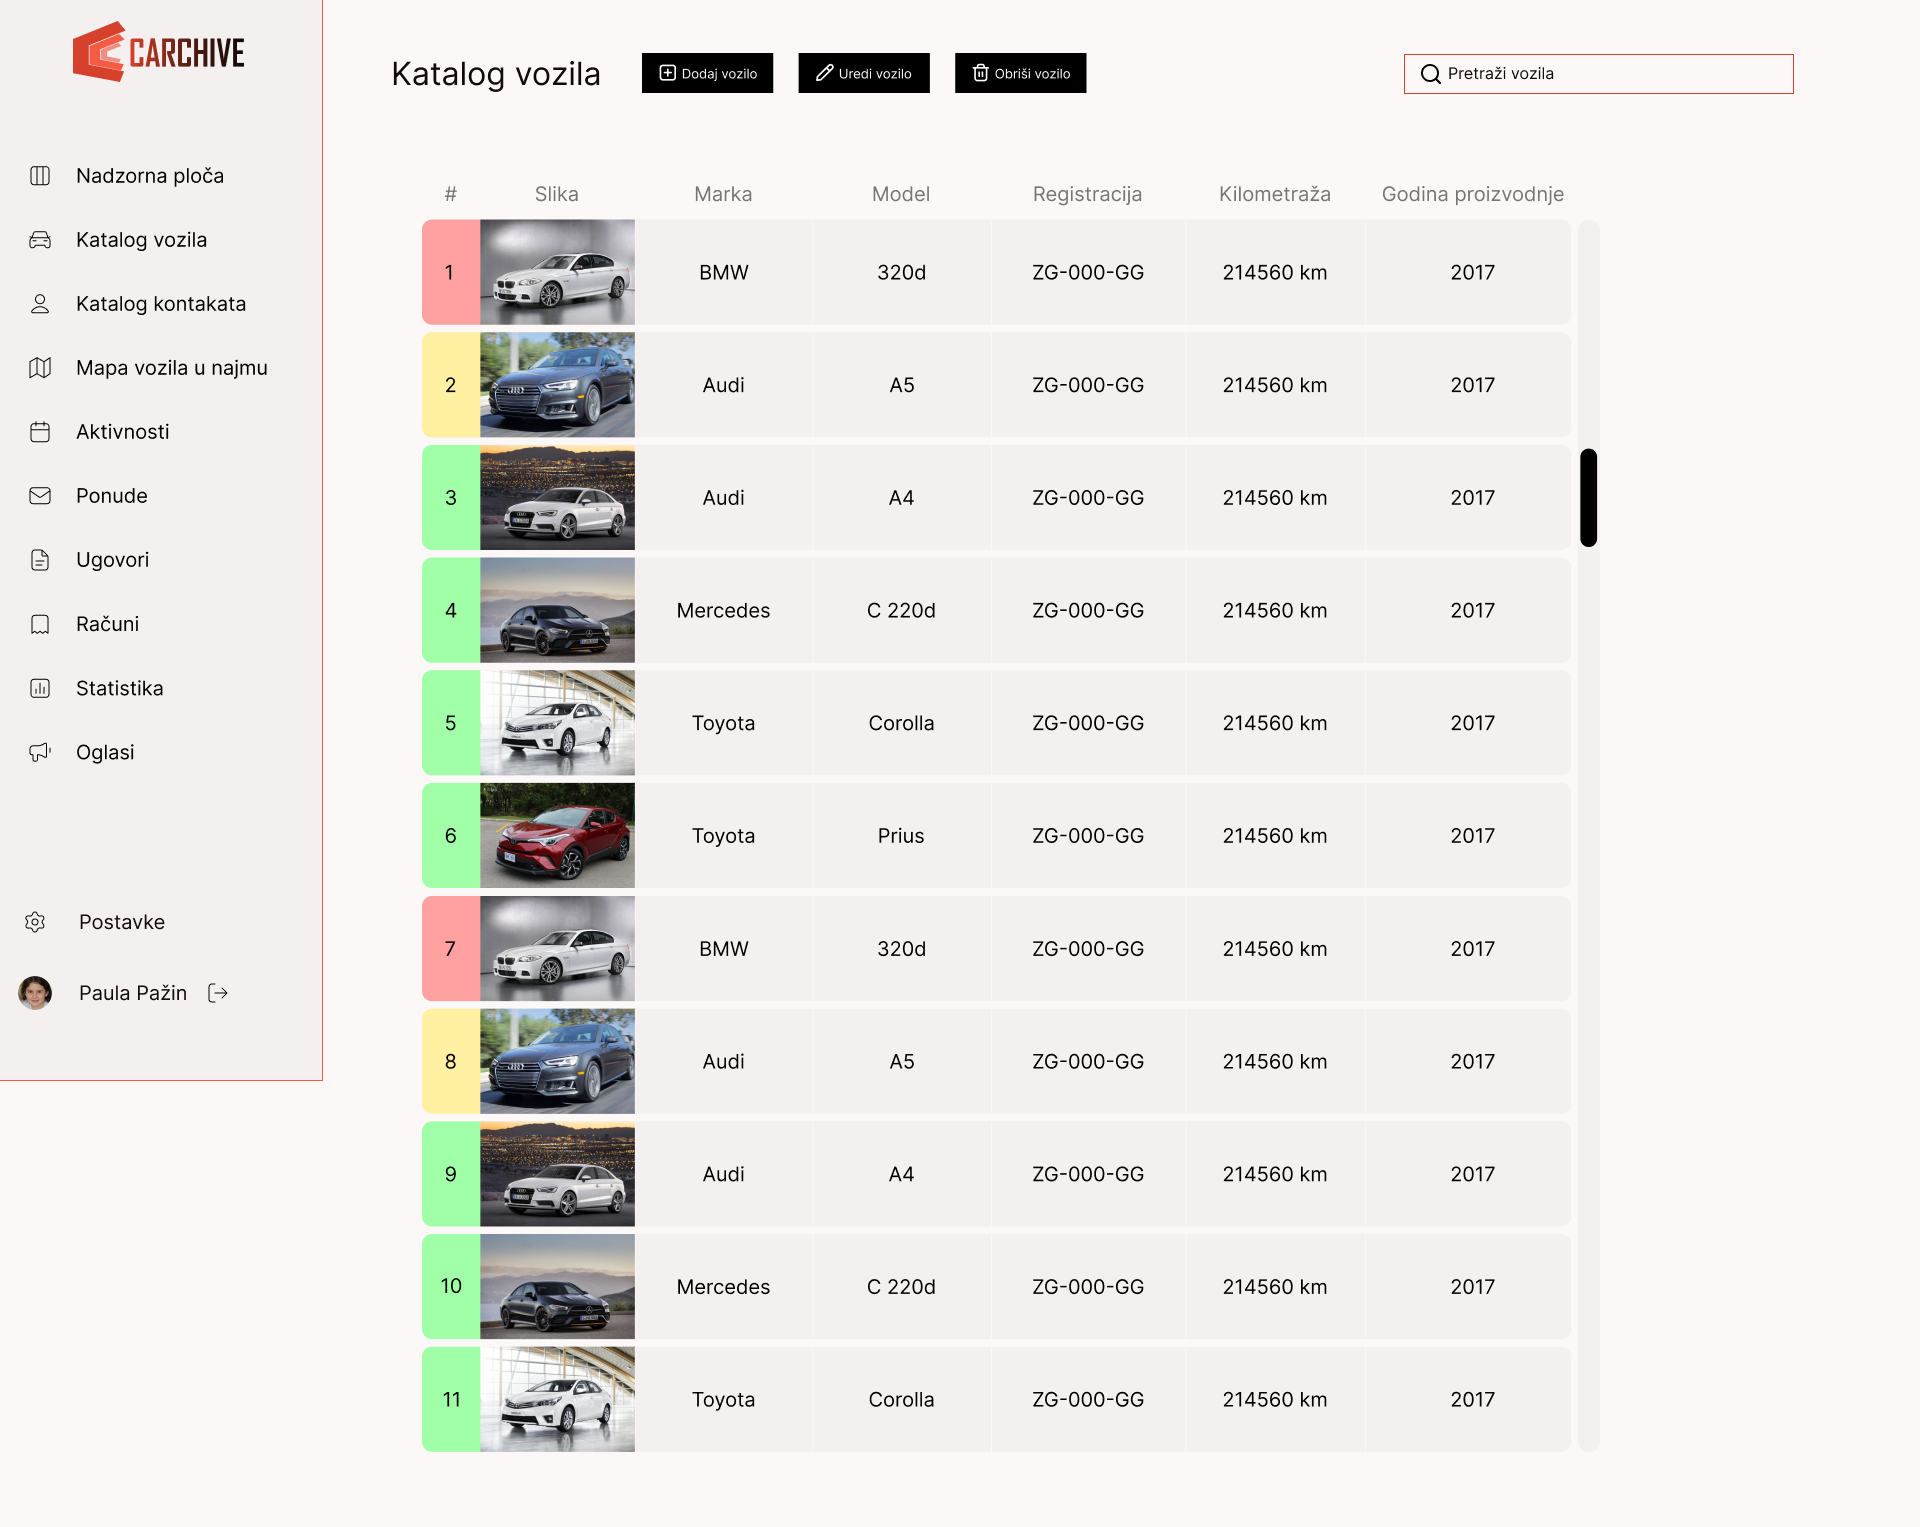 CARCHIVE
Nadzorna ploča
Katalog vozila
Katalog kontakata
Mapa vozila u najmu
Aktivnosti
Ponude
Ugovori
Računi
Statistika
Oglasi
Postavke
Paula Pažin
Katalog vozila
Dodaj vozilo
Uredi vozilo
Obriši vozilo
Pretraži vozila
# Slika Marka Model Registracija Kilometraža Godina proizvodnje
1 BMW 320d ZG-000-GG 214560 km 2017
2 Audi A5 ZG-000-GG 214560 km 2017
3 Audi A4 ZG-000-GG 214560 km 2017
4 Mercedes C 220d ZG-000-GG 214560 km 2017
5 Toyota Corolla ZG-000-GG 214560 km 2017
6 Toyota Prius ZG-000-GG 214560 km 2017
7 BMW 320d ZG-000-GG 214560 km 2017
8 Audi A5 ZG-000-GG 214560 km 2017
9 Audi A4 ZG-000-GG 214560 km 2017
10 Mercedes C 220d ZG-000-GG 214560 km 2017
11 Toyota Corolla ZG-000-GG 214560 km 2017